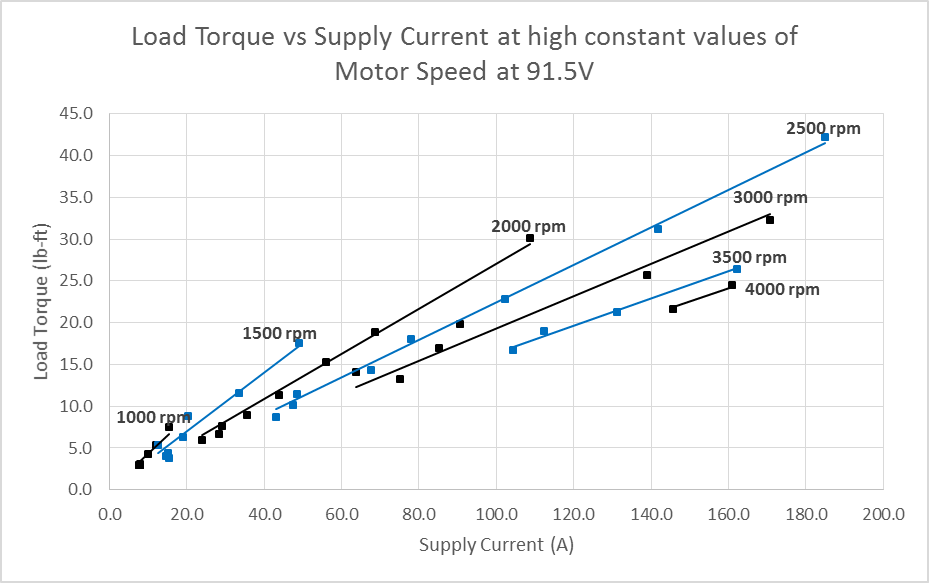 Load Torque vs Supply Current at high constant values of
Motor Speed at 91.5V
45.0
40.0
35.0
30.0
25.0
20.0
15.0
10.0
5.0
0.0
Load Torque (lb-ft)
2500 rpm
3000 rpm
2000 rpm
3500 rpm
4000 rpm
1500 rpm
1000 rpm
0.0 20.0 40.0 60.0 80.0 100.0 120.0 140.0 160.0 180.0 200.0
Supply Current (A)